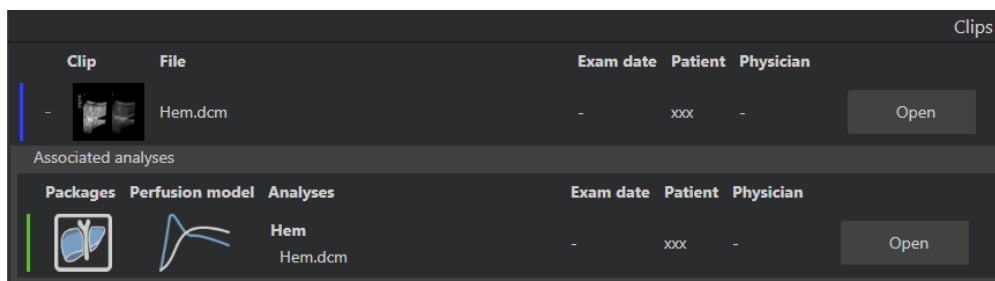 Clips
Clip File Exam date Patient Physician
- Hem.dcm - xxx - Open
Associated analyses
Packages Perfusion model Analyses Exam date Patient Physician
Hem
Hem.dcm - xxx - Open